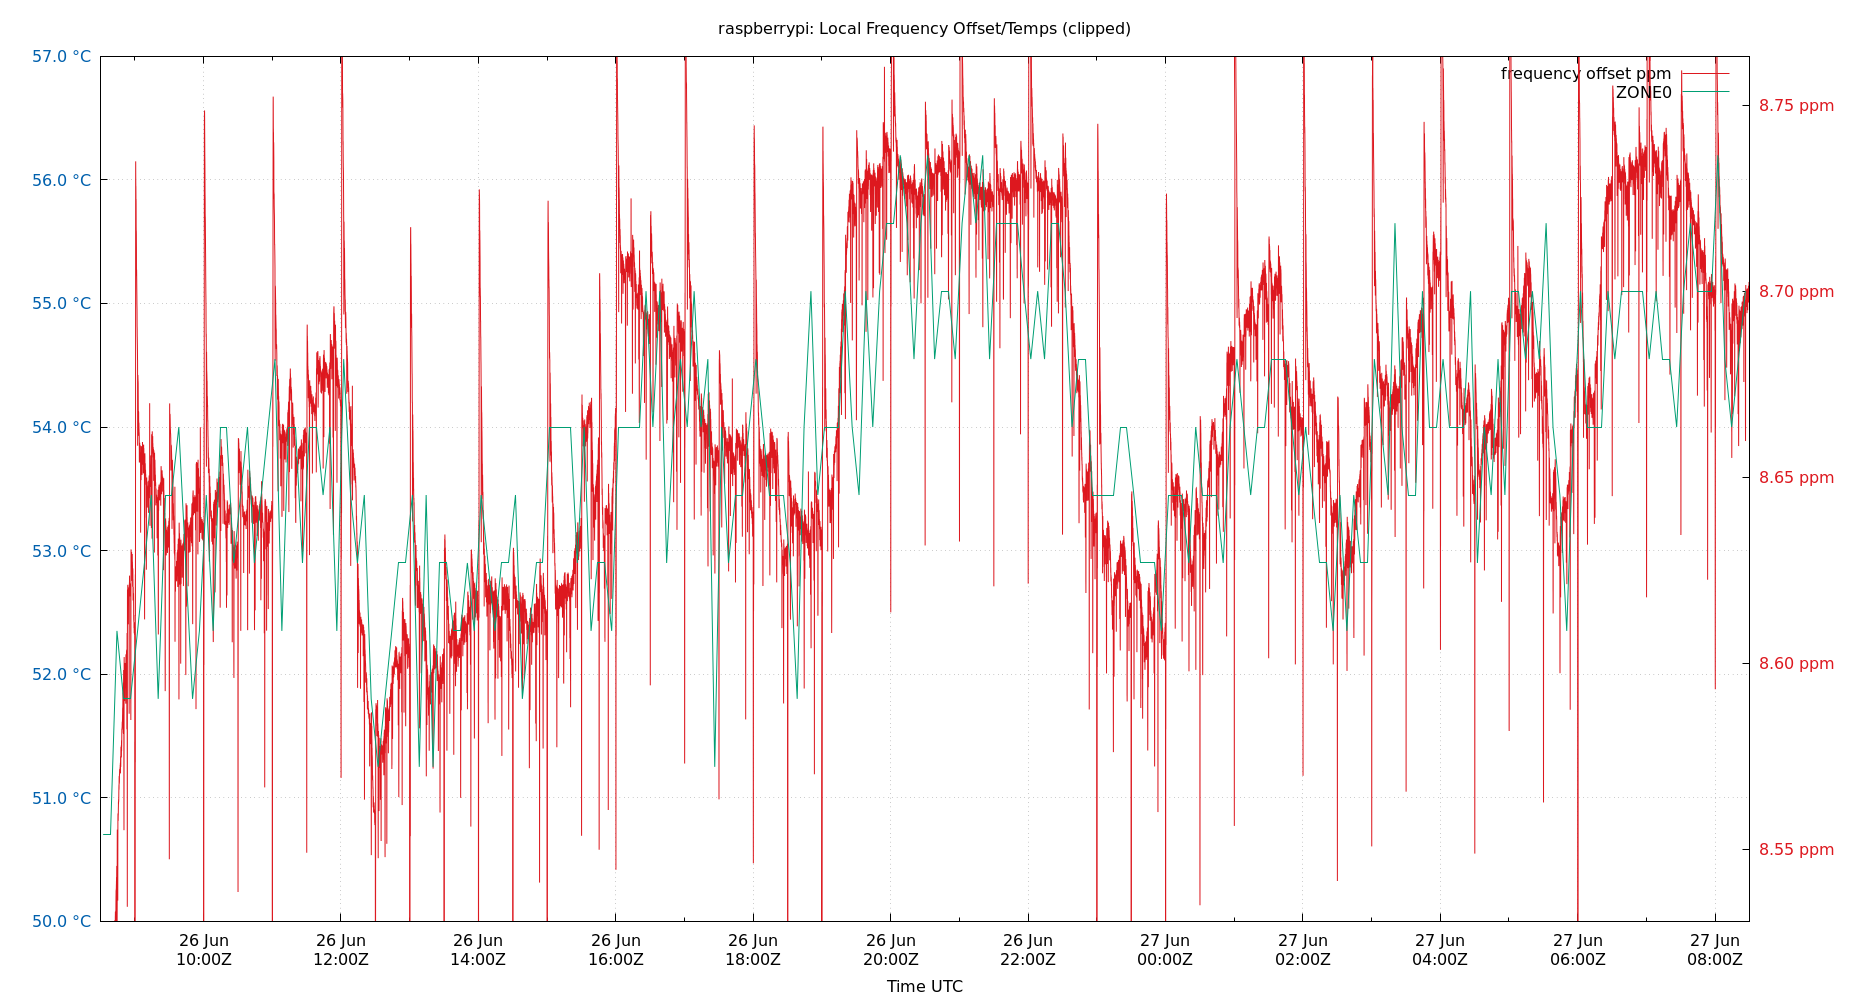 raspberrypi: Local Frequency Offset/Temps (clipped)
frequency offset ppm
ZONE0
57.0 °C
56.0 °C
55.0 °C
54.0 °C
53.0 °C
52.0 °C
51.0 °C
50.0 °C
8.75 ppm
8.70 ppm
8.65 ppm
8.60 ppm
8.55 ppm
26 Jun
10:00Z
26 Jun
12:00Z
26 Jun
14:00Z
26 Jun
16:00Z
26 Jun
18:00Z
26 Jun
20:00Z
26 Jun
22:00Z
27 Jun
00:00Z
27 Jun
02:00Z
27 Jun
04:00Z
27 Jun
06:00Z
27 Jun
08:00Z
Time UTC